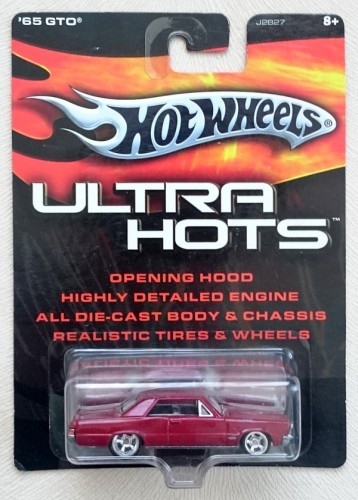 '65 GTO®
J2827
8+
HOT WHEELS®
ULTRA
HOTS™
OPENING HOOD
HIGHLY DETAILED ENGINE
ALL DIE-CAST BODY & CHASSIS
REALISTIC TIRES & WHEELS